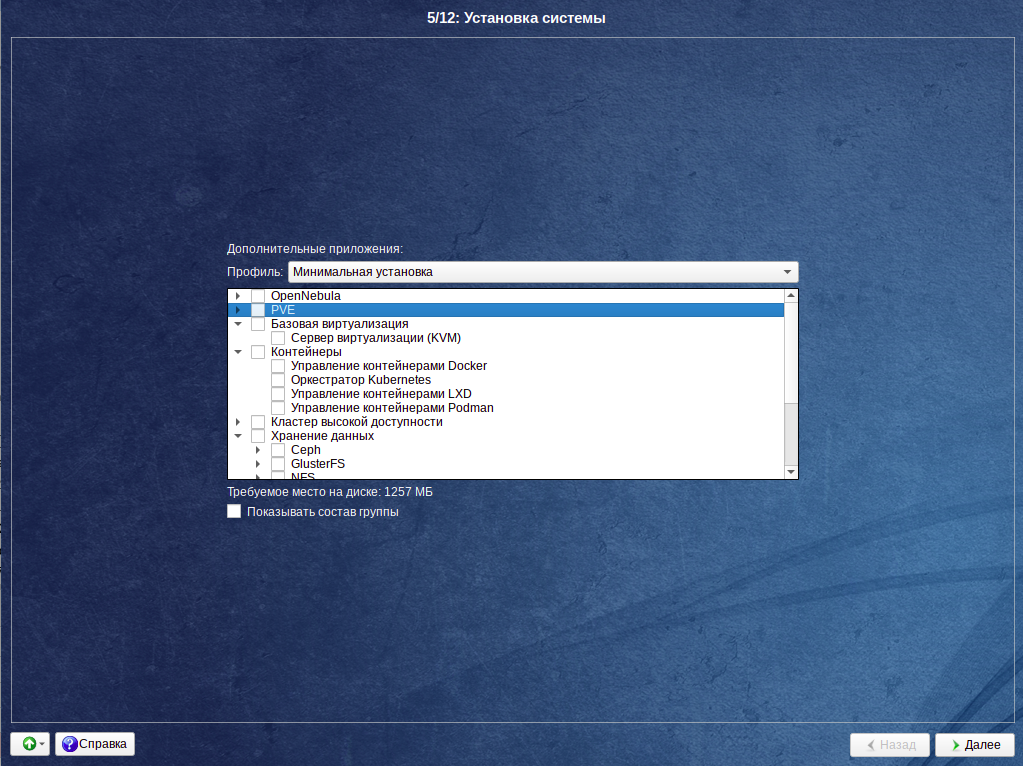 5/12: Установка системы
Дополнительные приложения:
Профиль: Минимальная установка
OpenNebula
PVE
Базовая виртуализация
Сервер виртуализации (KVM)
Контейнеры
Управление контейнерами Docker
Оркестратор Kubernetes
Управление контейнерами LXD
Управление контейнерами Podman
Кластер высокой доступности
Хранение данных
Ceph
GlusterFS
NFS
Требуемое место на диске: 1257 МБ
Показывать состав группы
Справка Назад Далее